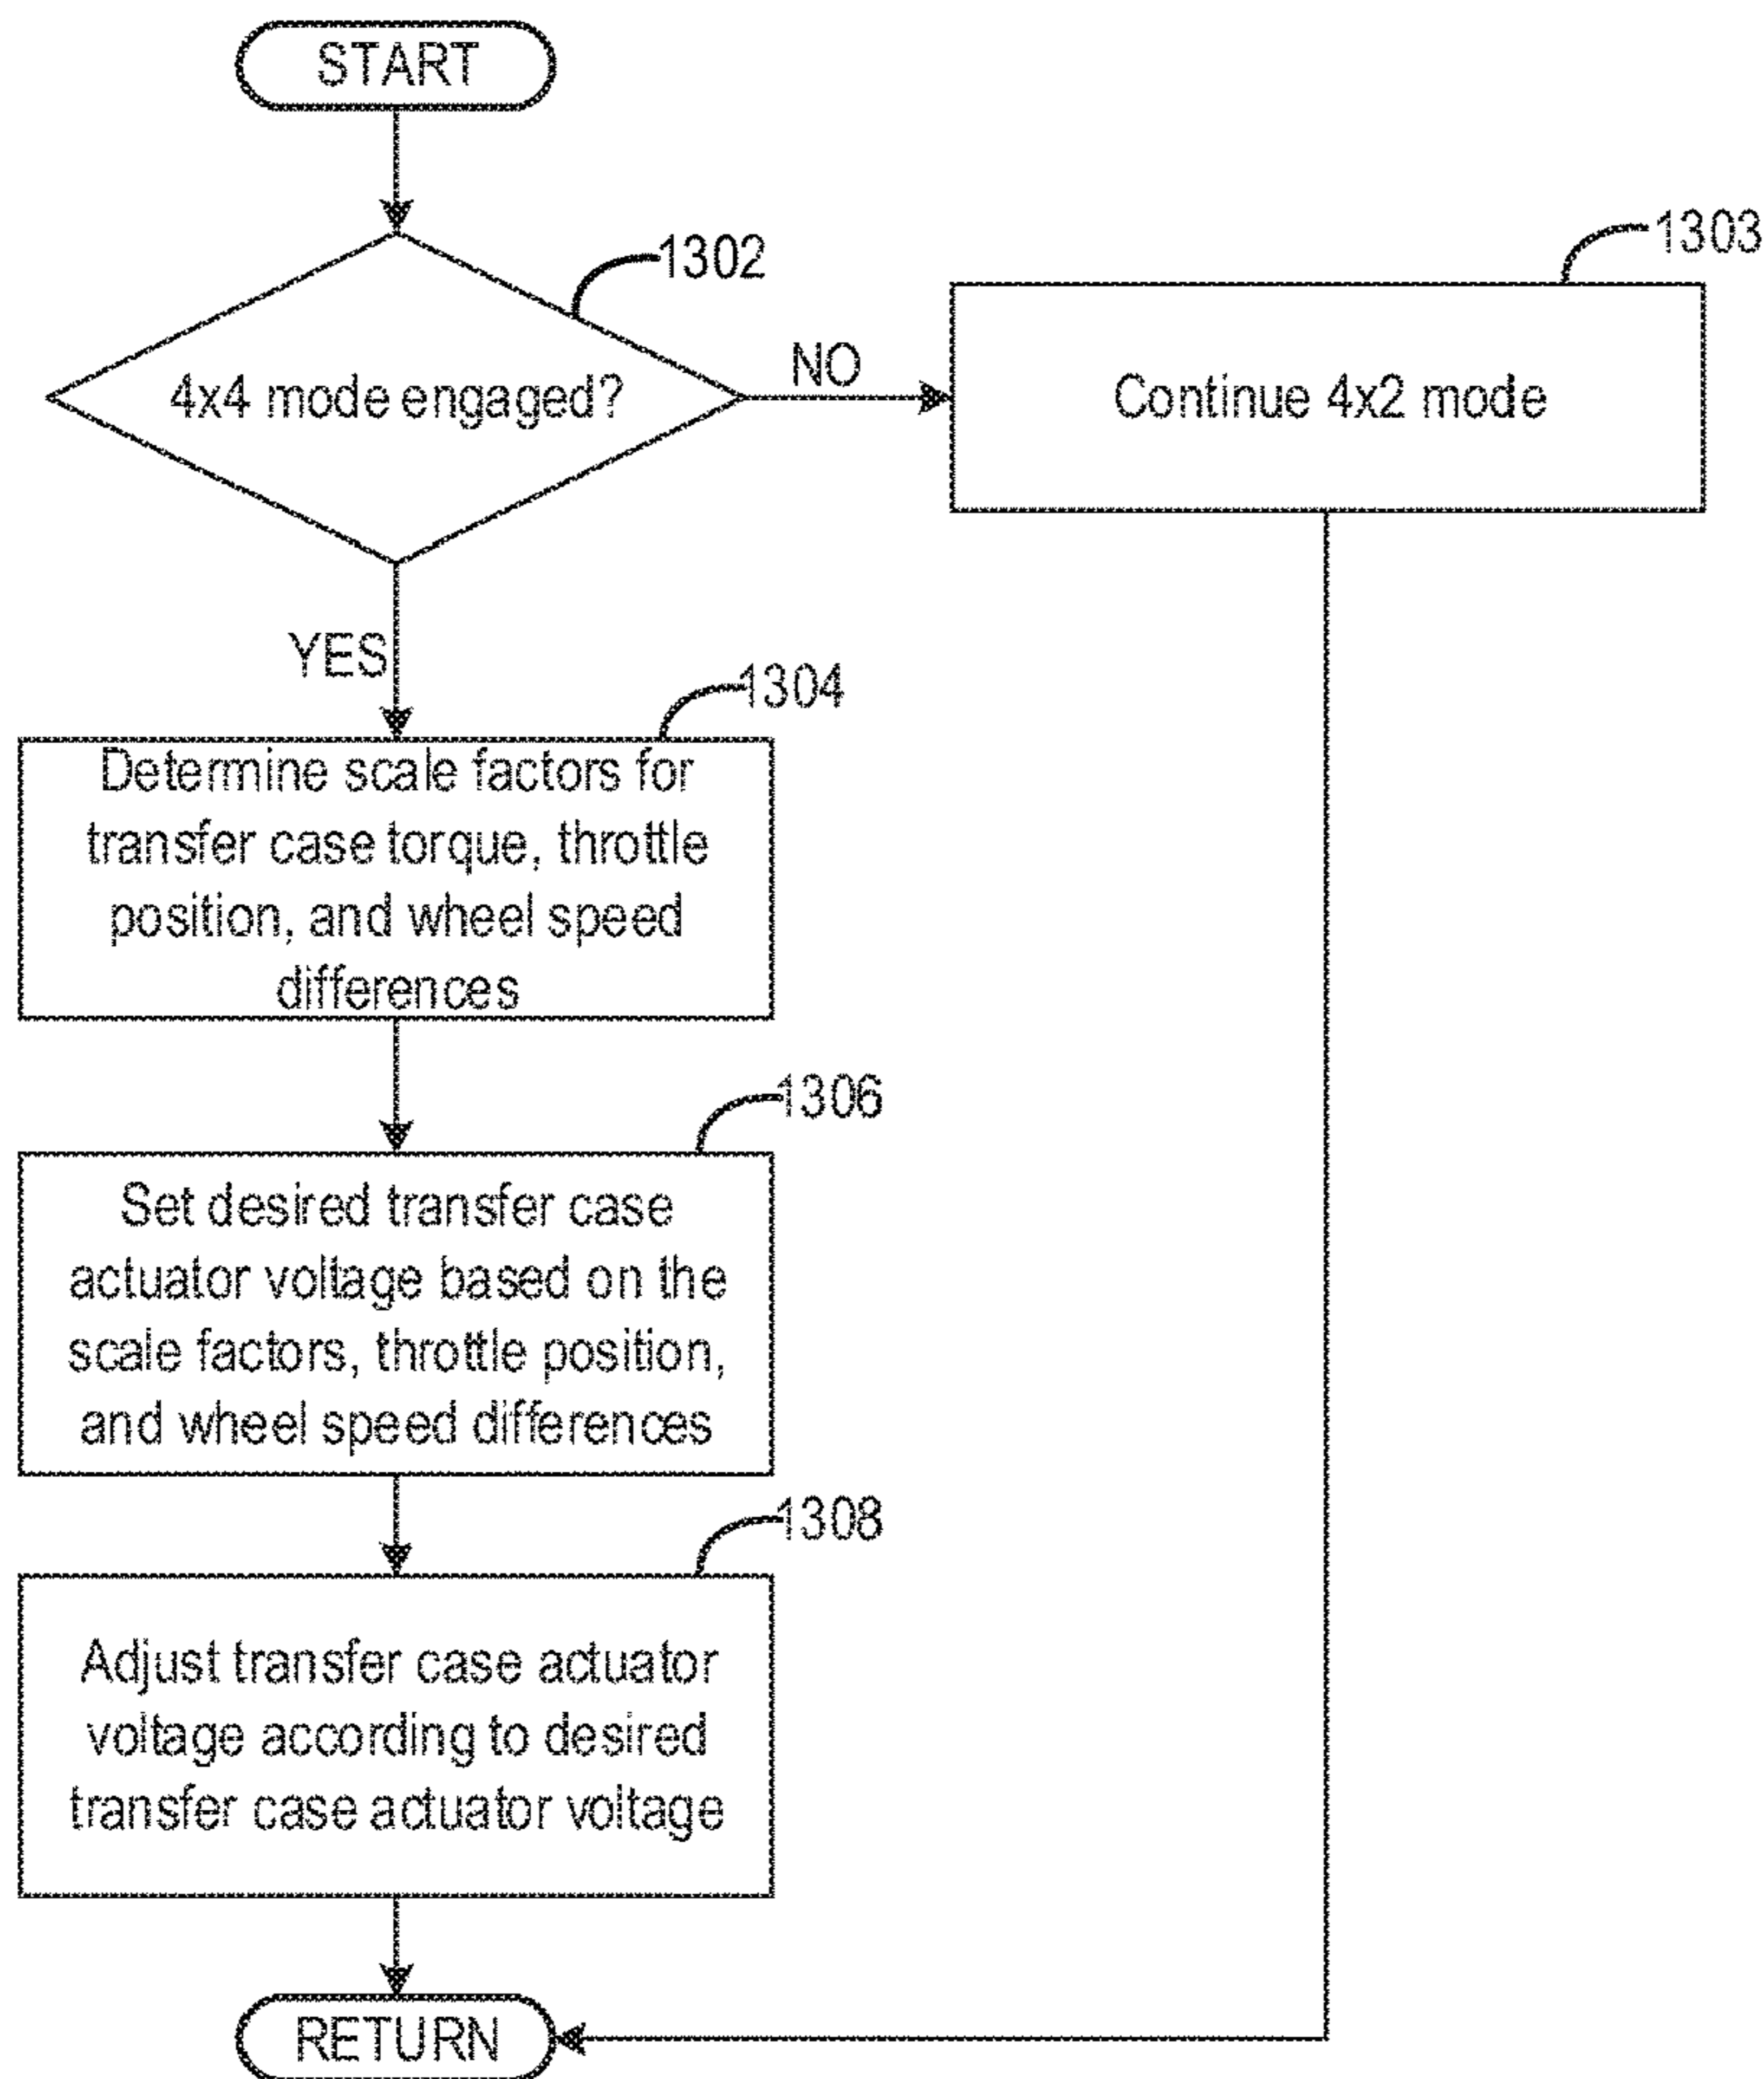 START
1302
4x4 mode engaged?
NO
1303
Continue 4x2 mode
YES
1304
Determine scale factors for
transfer case torque, throttle
position, and wheel speed
differences
1306
Set desired transfer case
actuator voltage based on the
scale factors, throttle position,
and wheel speed differences
1308
Adjust transfer case actuator
voltage according to desired
transfer case actuator voltage
RETURN